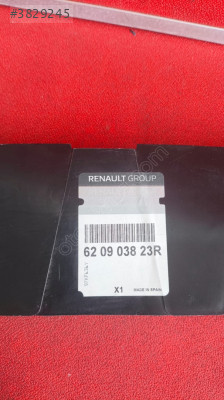 #3829245
RENAULT GROUP
62 09 038 23R
X1
MADE IN SPAIN